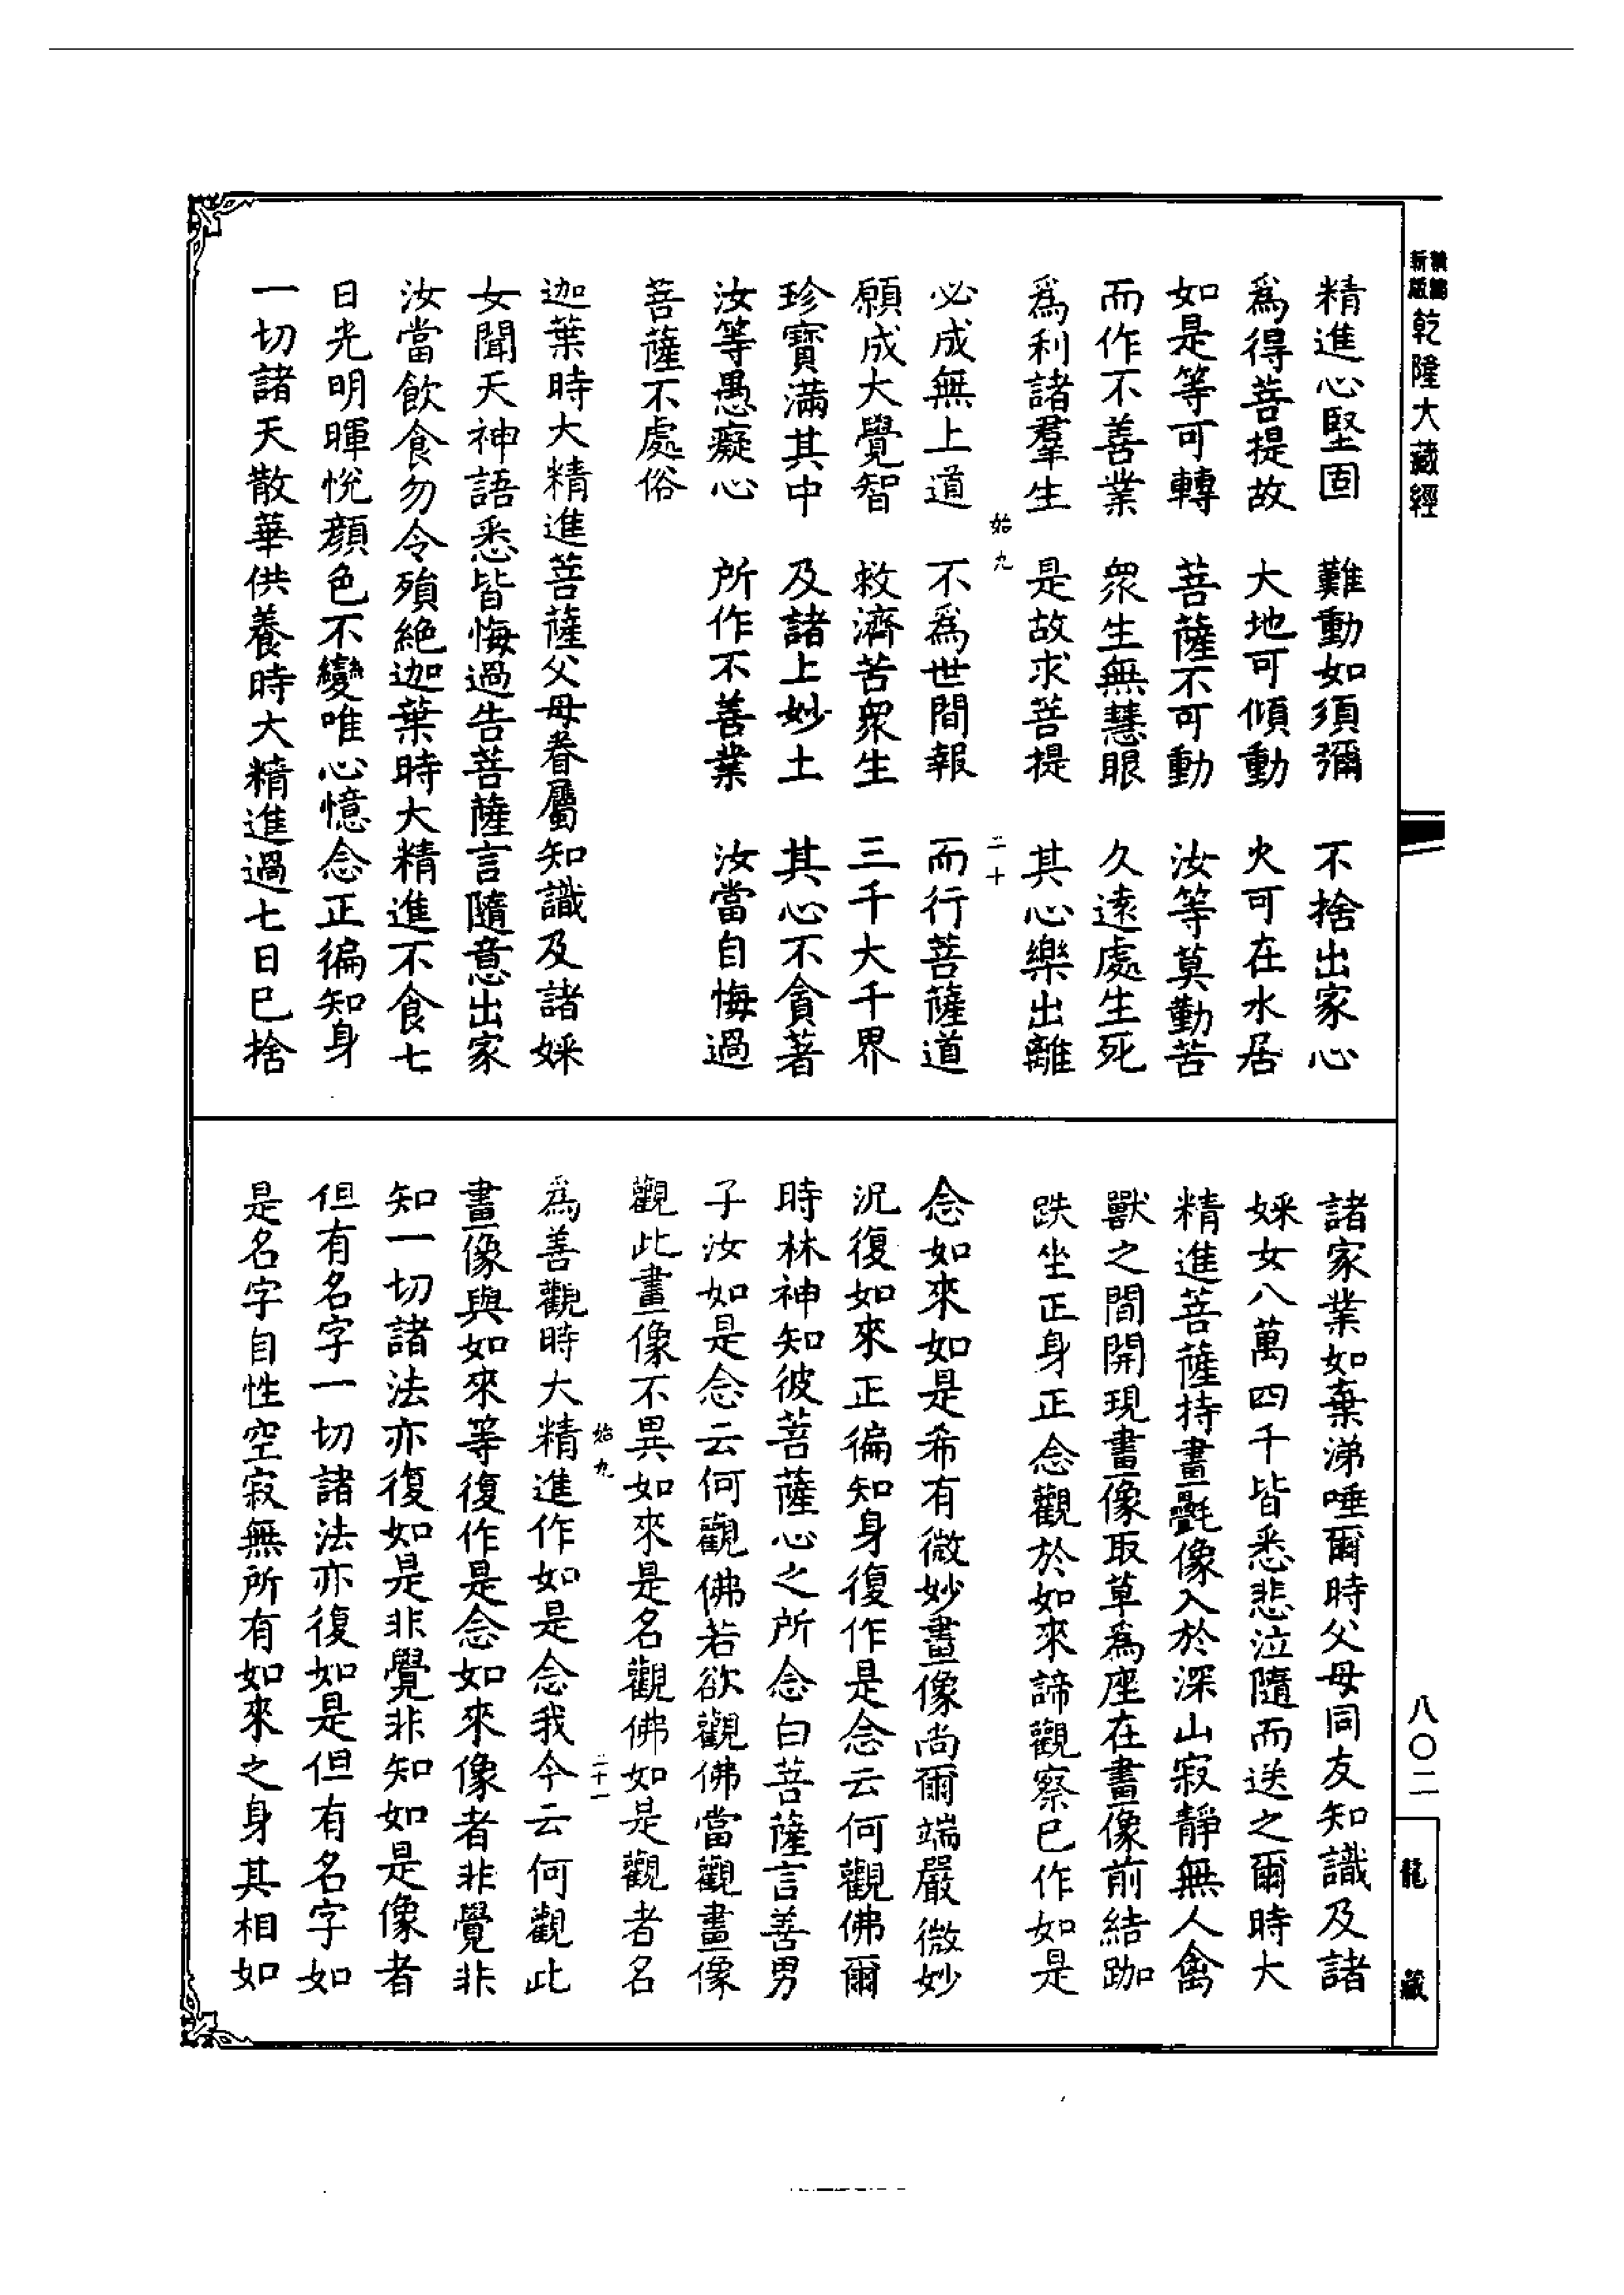 新版
乾隆大藏經
精進心堅固　難動如須彌　不捨出家心
爲得菩提故　大地可傾動　火可在水居
如是等可轉　菩薩不可動　汝等莫勤苦
而作不善業　衆生無慧眼　久遠處生死
爲利諸羣生　是故求菩提　其心樂出離
始九　二十
必成無上道　不爲世間報　而行菩薩道
願成大覺智　救濟苦衆生　三千大千界
珍寶滿其中　及諸上妙土　其心不貪著
汝等愚癡心　所作不善業　汝當自悔過
菩薩不處俗
迦葉時大精進菩薩父母眷屬知識及諸婇
女聞天神語悉皆悔過告菩薩言隨意出家
汝當飲食勿令殞絶迦葉時大精進不食七
日光明暉悅顔色不變唯心憶念正徧知身
一切諸天散華供養時大精進過七日已捨
諸家業如棄涕唾爾時父母同友知識及諸
婇女八萬四千皆悉悲泣隨而送之爾時大
精進菩薩持畫㲲像入於深山寂靜無人禽
獸之間開現畫像取草爲座在畫像前結跏
趺坐正身正念觀於如來諦觀察已作如是
念如來如是希有微妙畫像尚爾端嚴微妙
況復如來正徧知身復作是念云何觀佛爾
時林神知彼菩薩心之所念白菩薩言善男
子汝如是念云何觀佛若欲觀佛當觀畫像
觀此畫像不異如來是名觀佛如是觀者名
始九　二十一
爲善觀時大精進作如是念我今云何觀此
畫像與如來等復作是念如來像者非覺非
知一切諸法亦復如是非覺非知如是像者
但有名字一切諸法亦復如是但有名字如
是名字自性空寂無所有如來之身其相如
八〇二
龍藏